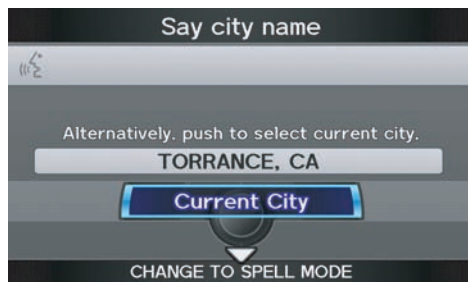 Say city name
Alternatively, push to select current city.
TORRANCE, CA
Current City
CHANGE TO SPELL MODE